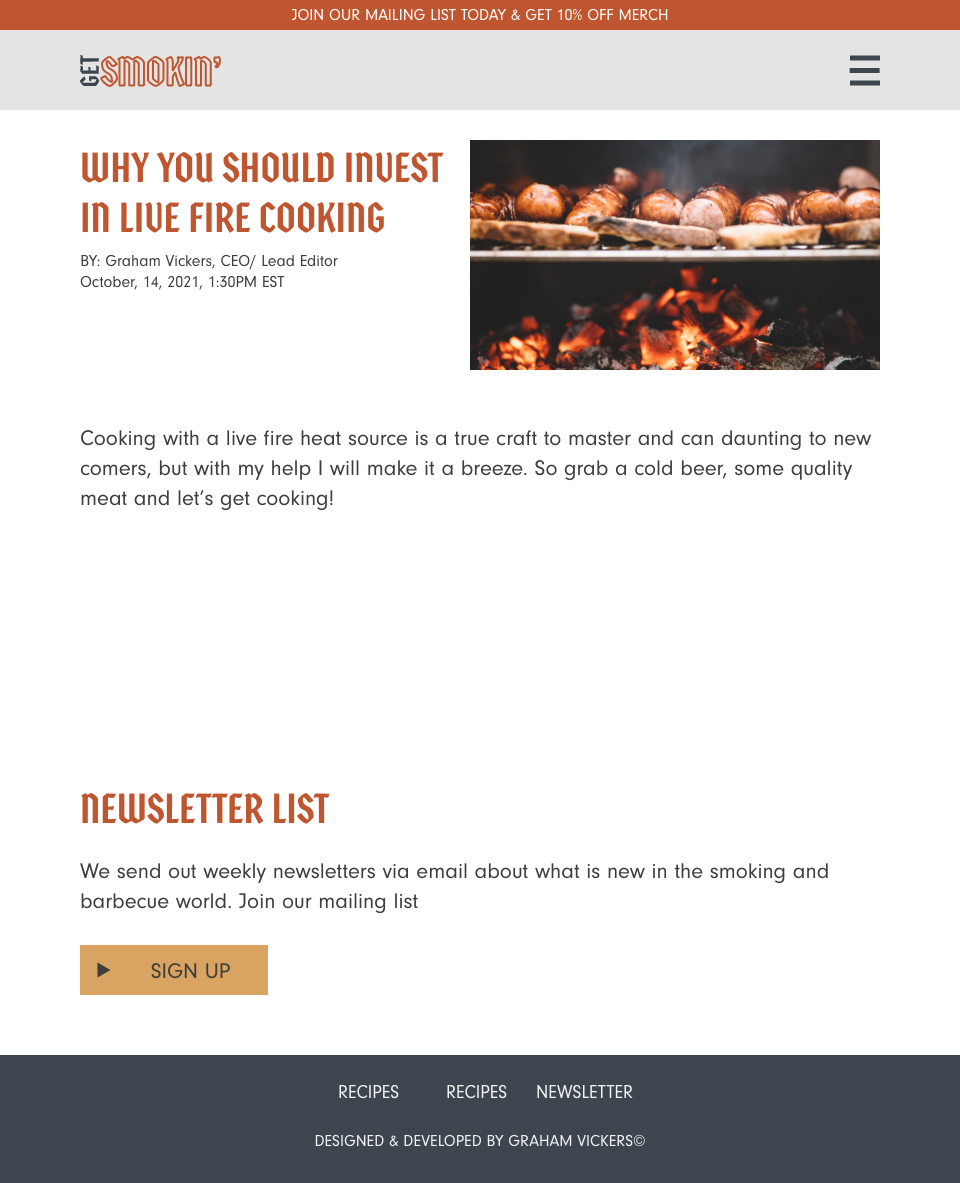 JOIN OUR MAILING LIST TODAY & GET 10% OFF MERCH
GET SMOKIN’
WHY YOU SHOULD INVEST
IN LIVE FIRE COOKING
BY: Graham Vickers, CEO/ Lead Editor
October, 14, 2021, 1:30PM EST
Cooking with a live fire heat source is a true craft to master and can daunting to new
comers, but with my help I will make it a breeze. So grab a cold beer, some quality
meat and let’s get cooking!
NEWSLETTER LIST
We send out weekly newsletters via email about what is new in the smoking and
barbecue world. Join our mailing list
SIGN UP
RECIPES RECIPES NEWSLETTER
DESIGNED & DEVELOPED BY GRAHAM VICKERS©